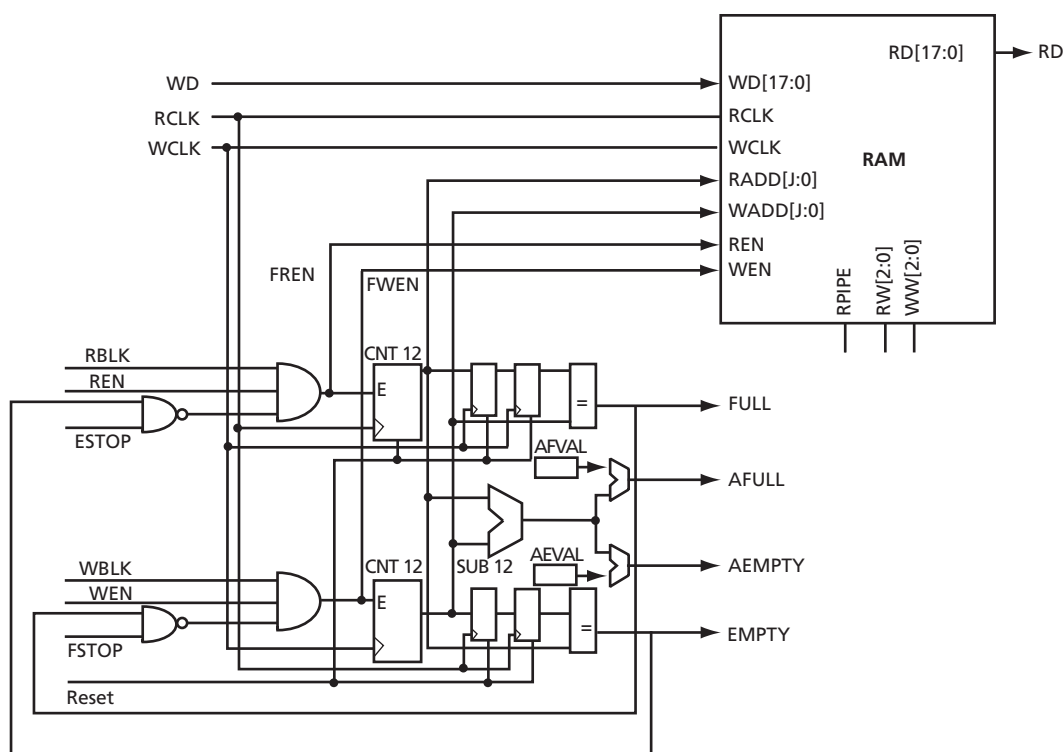 RD[17:0]
RD
WD
WD[17:0]
RCLK
RCLK
WCLK
WCLK
RAM
RADD[J:0]
WADD[J:0]
REN
FREN
FWEN
WEN
RPIPE
RW[2:0]
WW[2:0]
RBLK
CNT 12
REN
E
=
FULL
ESTOP
AFVAL
AFULL
WBLK
CNT 12
SUB 12
AEVAL
AEMPTY
WEN
E
=
EMPTY
FSTOP
Reset